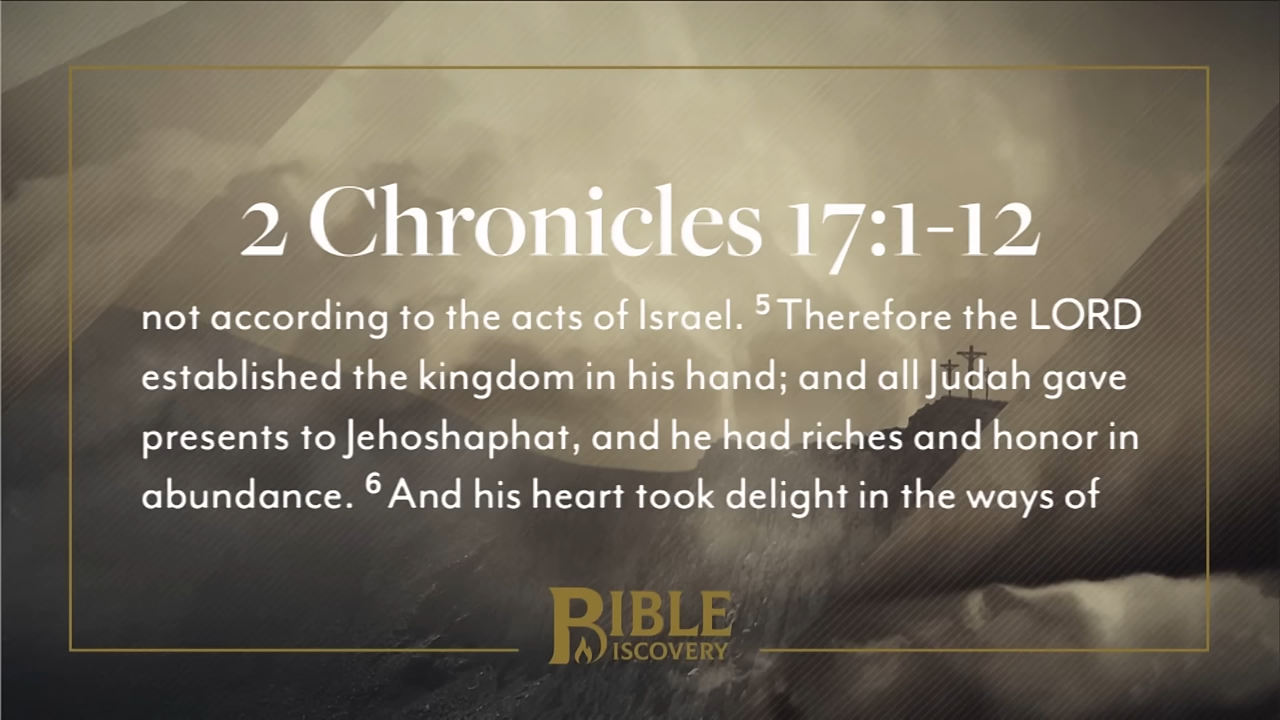 2 Chronicles 17:1-12
not according to the acts of Israel. 5 Therefore the LORD
established the kingdom in his hand; and all Judah gave
presents to Jehoshaphat, and he had riches and honor in
abundance. 6 And his heart took delight in the ways of
BIBLE
DISCOVERY